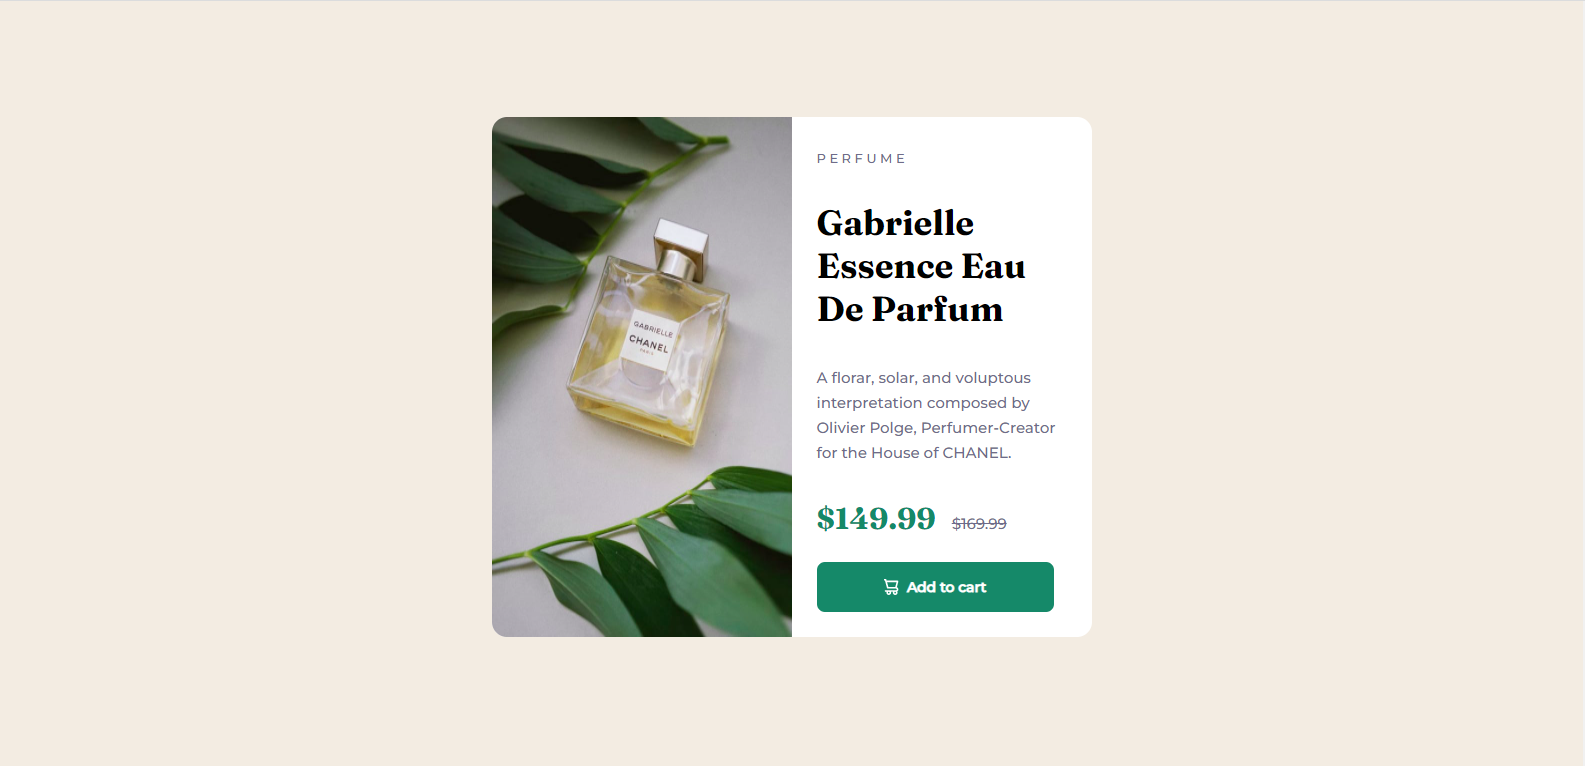 GABRIELLE
CHANEL
PARIS
PERFUME
Gabrielle
Essence Eau
De Parfum
A florar, solar, and voluptous
interpretation composed by
Olivier Polge, Perfumer-Creator
for the House of CHANEL.
$149.99 $169.99
Add to cart